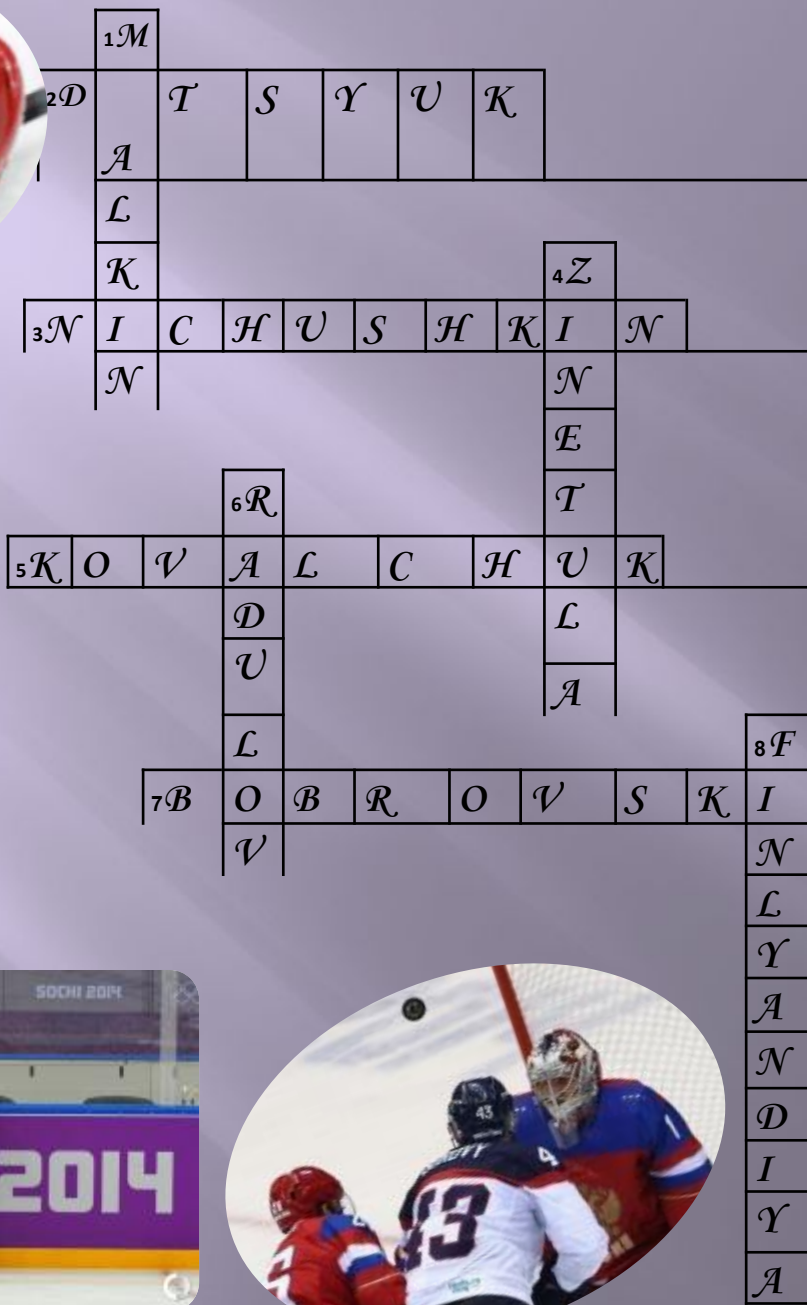 1M
2D A T S Y U K
L
K
4Z
3N I C H U S H K I N
N
N
E
6R
T
5K O V A L C H U K
D
L
U
A
L
8F
7B O B R O V S K I
V
N
L
Y
A
N
D
I
Y
A
SOCHI 2014
2014
43
4
1
43